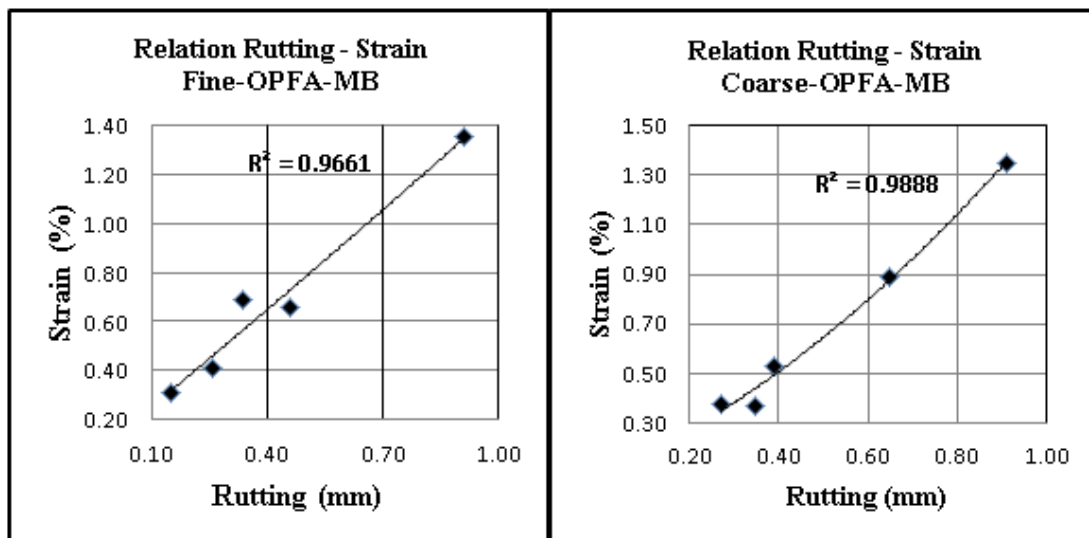 Relation Rutting - Strain
Fine-OPFA-MB
1.40
1.20
1.00
0.80
0.60
0.40
0.20
R² = 0.9661
Strain (%)
0.10 0.40 0.70 1.00
Rutting (mm)
Relation Rutting - Strain
Coarse-OPFA-MB
1.50
1.30
1.10
0.90
0.70
0.50
0.30
R² = 0.9888
Strain (%)
0.20 0.40 0.60 0.80 1.00
Rutting (mm)